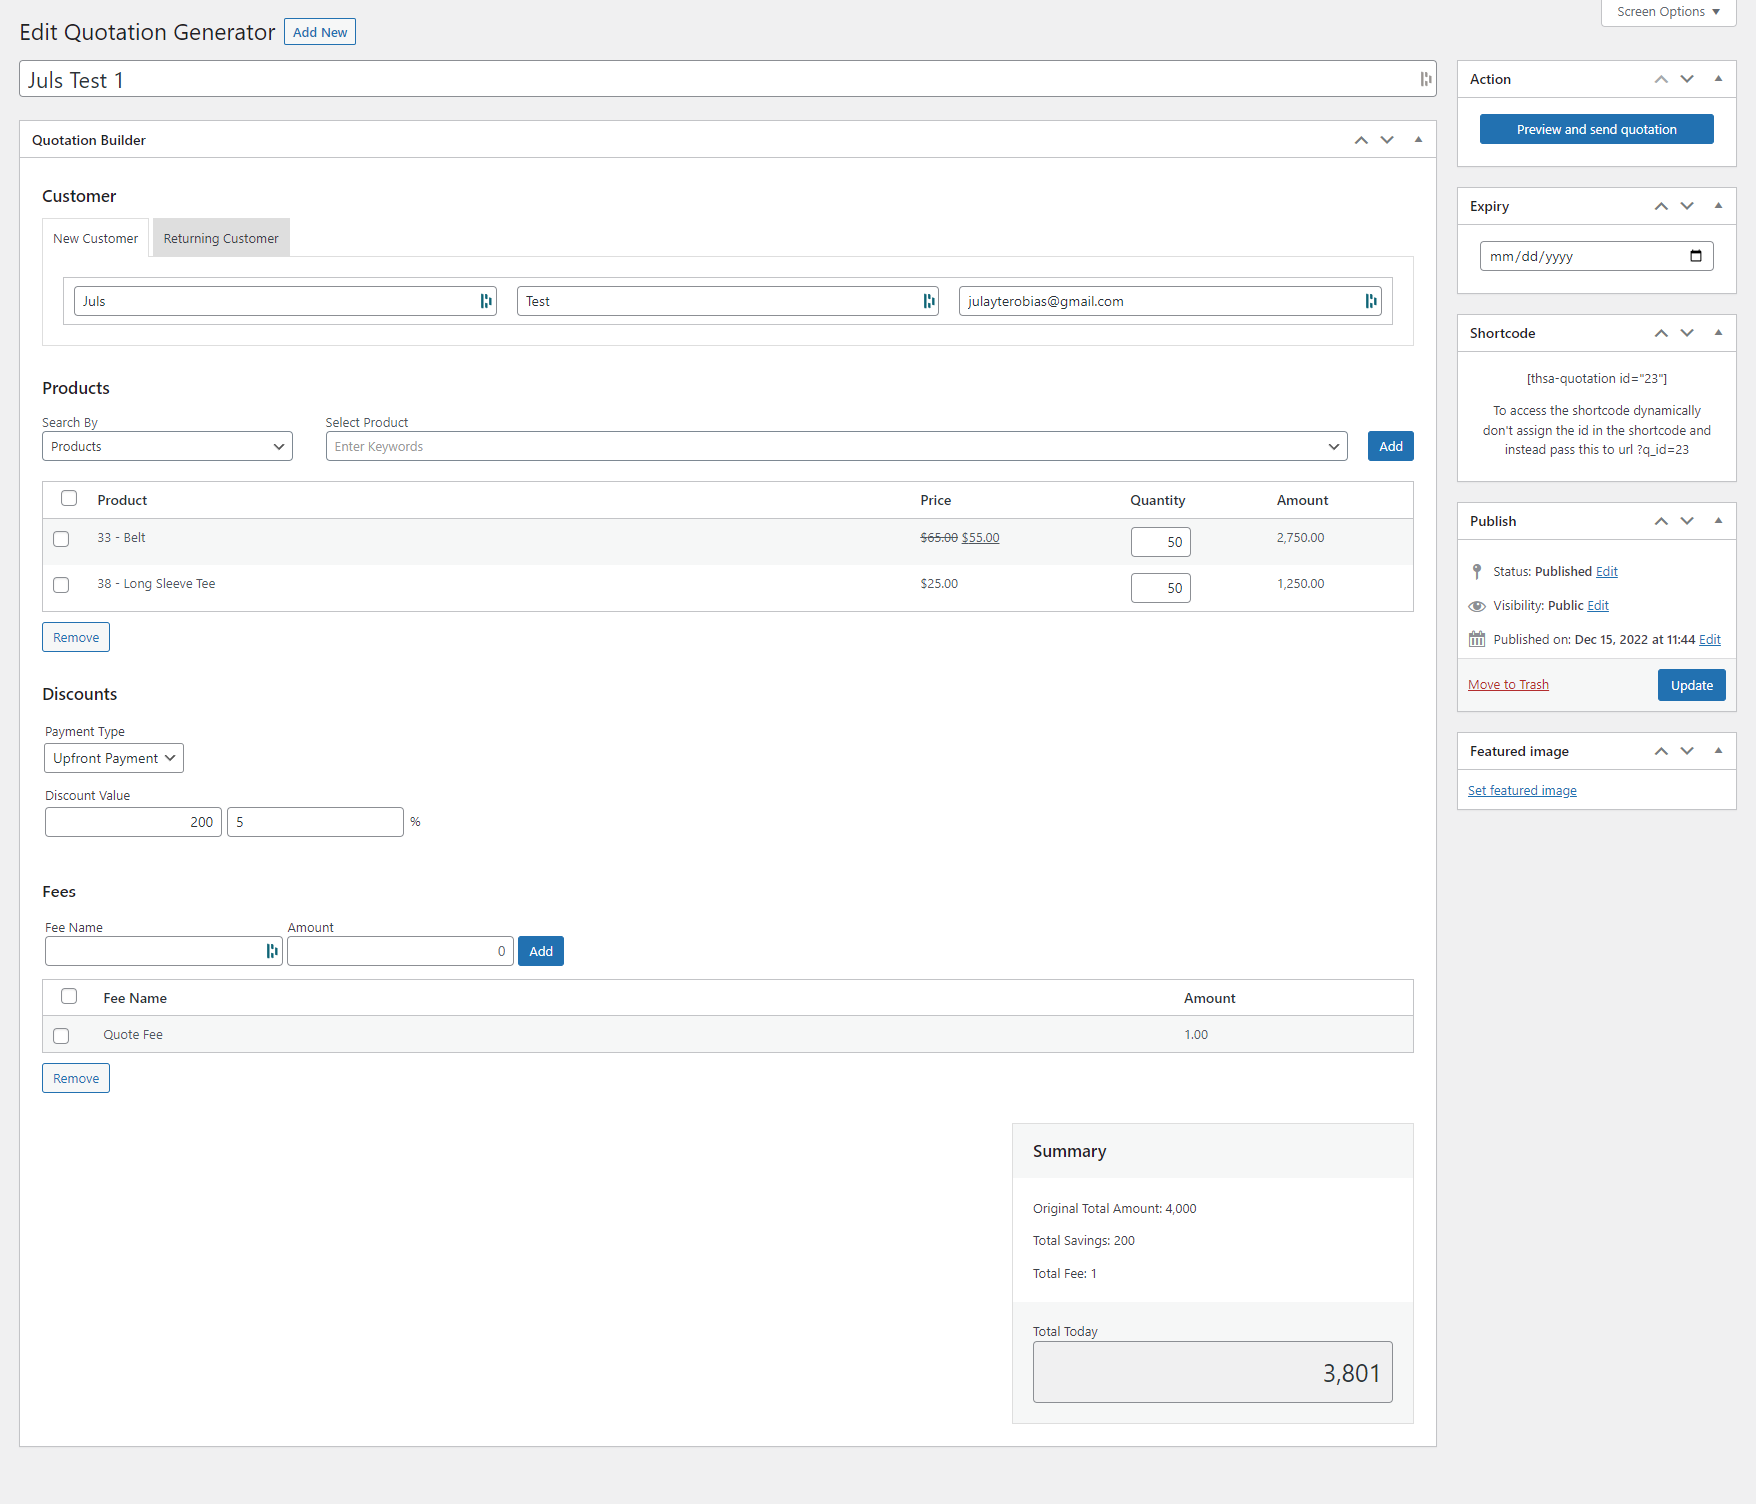 Screen Options
Edit Quotation Generator Add New
Juls Test 1
Quotation Builder
Customer
New Customer Returning Customer
Juls Test julayterobias@gmail.com
Products
Search By Select Product
Products Enter Keywords Add
Product Price Quantity Amount
33 - Belt $65.00 $55.00 50 2,750.00
38 - Long Sleeve Tee $25.00 50 1,250.00
Remove
Discounts
Payment Type
Upfront Payment
Discount Value
200 5 %
Fees
Fee Name Amount
0 Add
Fee Name Amount
Quote Fee 1.00
Remove
Summary
Original Total Amount: 4,000
Total Savings: 200
Total Fee: 1
Total Today
3,801
Action
Preview and send quotation
Expiry
mm/dd/yyyy
Shortcode
[thsa-quotation id="23"]
To access the shortcode dynamically
don't assign the id in the shortcode and
instead pass this to url ?q_id=23
Publish
Status: Published Edit
Visibility: Public Edit
Published on: Dec 15, 2022 at 11:44 Edit
Move to Trash Update
Featured image
Set featured image